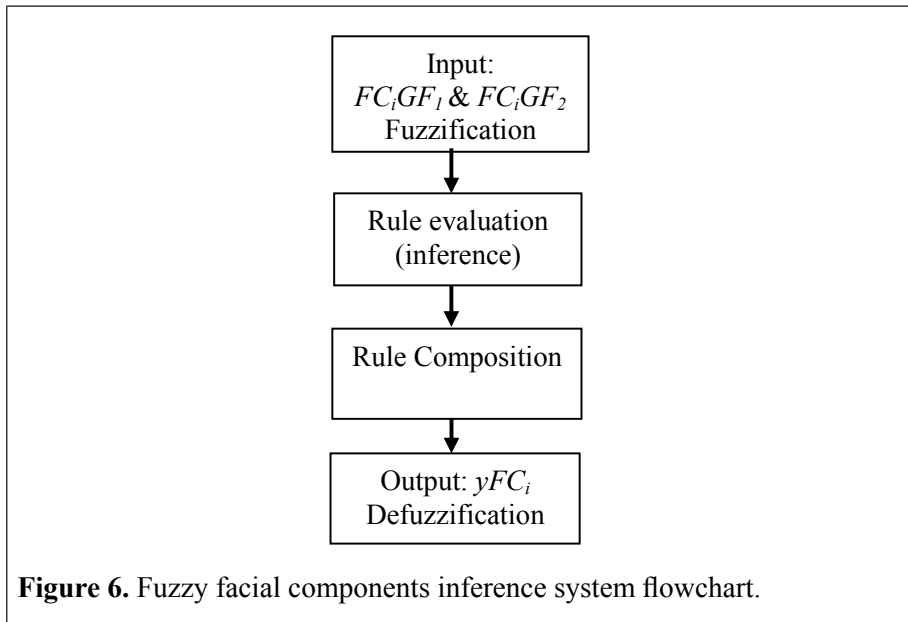 Input:
FCᵢGF₁ & FCᵢGF₂
Fuzzification
Rule evaluation
(inference)
Rule Composition
Output: yFCᵢ
Defuzzification
Figure 6. Fuzzy facial components inference system flowchart.